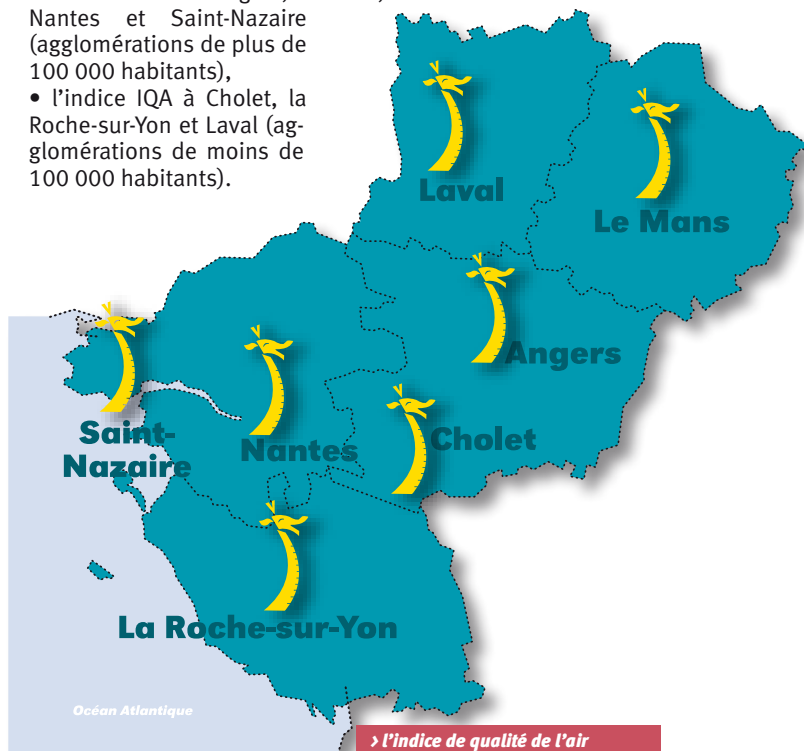 Nantes et Saint-Nazaire
(agglomérations de plus de
100 000 habitants),
• l'indice IQA à Cholet, la
Roche-sur-Yon et Laval (ag-
glomérations de moins de
100 000 habitants).
Laval
Le Mans
Angers
Saint-
Nazaire
Nantes
Cholet
La Roche-sur-Yon
Océan Atlantique
› l'indice de qualité de l'air